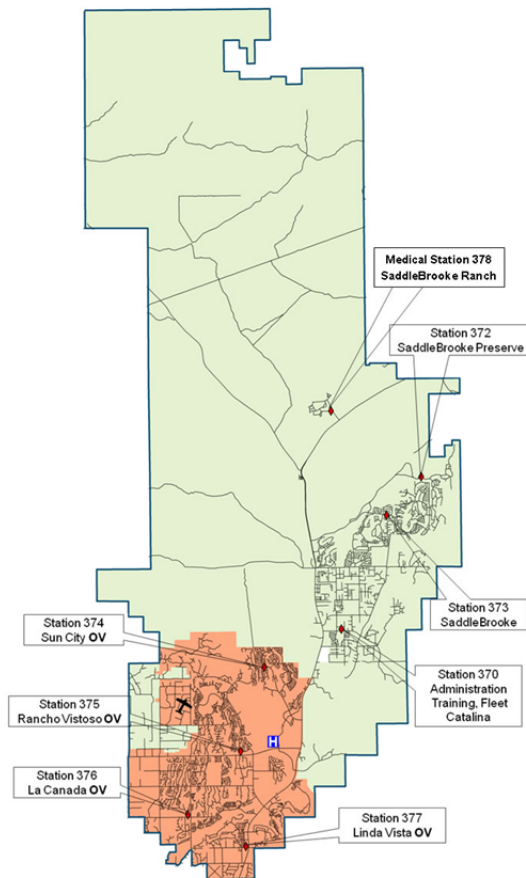 Medical Station 378
SaddleBrooke Ranch
Station 372
SaddleBrooke Preserve
Station 373
SaddleBrooke
Station 374
Sun City OV
Station 370
Administration
Training, Fleet
Catalina
Station 375
Rancho Vistoso OV
H
Station 376
La Canada OV
Station 377
Linda Vista OV